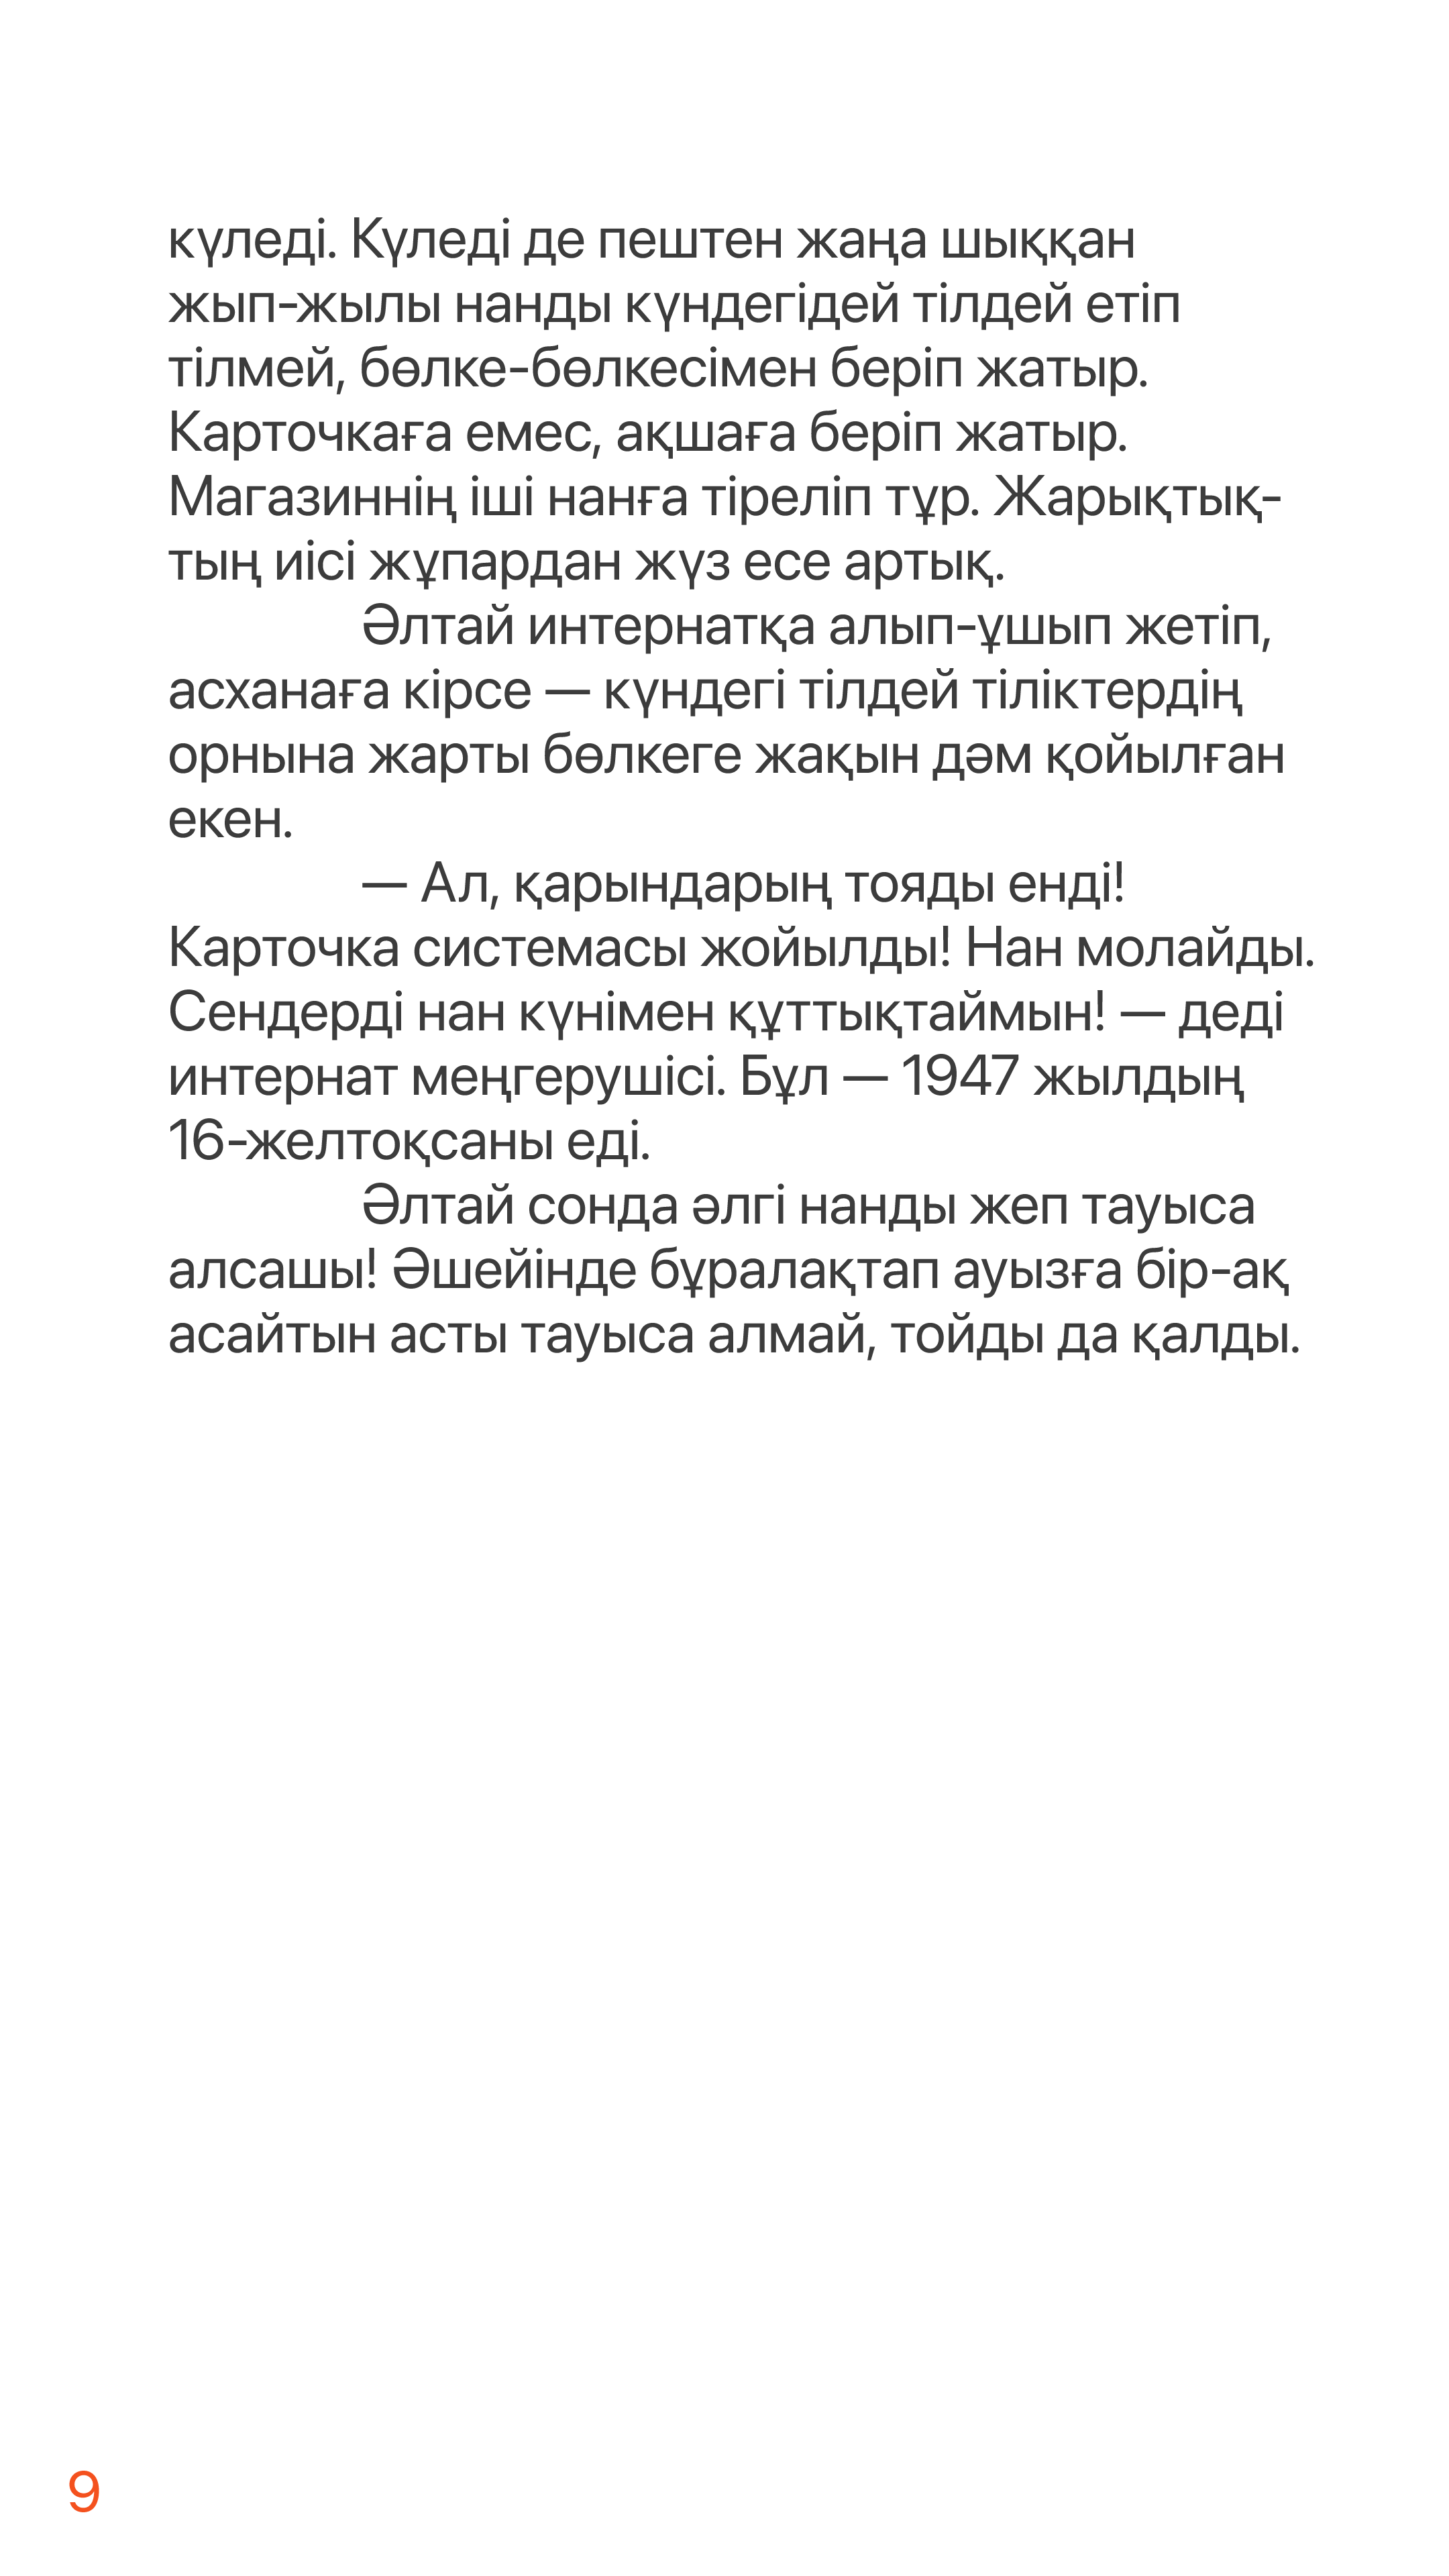 күледі. Күледі де пештен жаңа шыққан
жып-жылы нанды күндегідей тілдей етіп
тілмей, бөлке-бөлкесімен беріп жатыр.
Карточкаға емес, ақшаға беріп жатыр.
Магазиннің іші нанға тіреліп тұр. Жарықтық-
тың иісі жұпардан жүз есе артық.
Әлтай интернатқа алып-ұшып жетіп,
асханаға кірсе — күндегі тілдей тіліктердің
орнына жарты бөлкеге жақын дәм қойылған
екен.
— Ал, қарындарың тояды енді!
Карточка системасы жойылды! Нан молайды.
Сендерді нан күнімен құттықтаймын! — деді
интернат меңгерушісі. Бұл — 1947 жылдың
16-желтоқсаны еді.
Әлтай сонда әлгі нанды жеп тауыса
алсашы! Әшейінде бұралақтап ауызға бір-ақ
асайтын асты тауыса алмай, тойды да қалды.
9